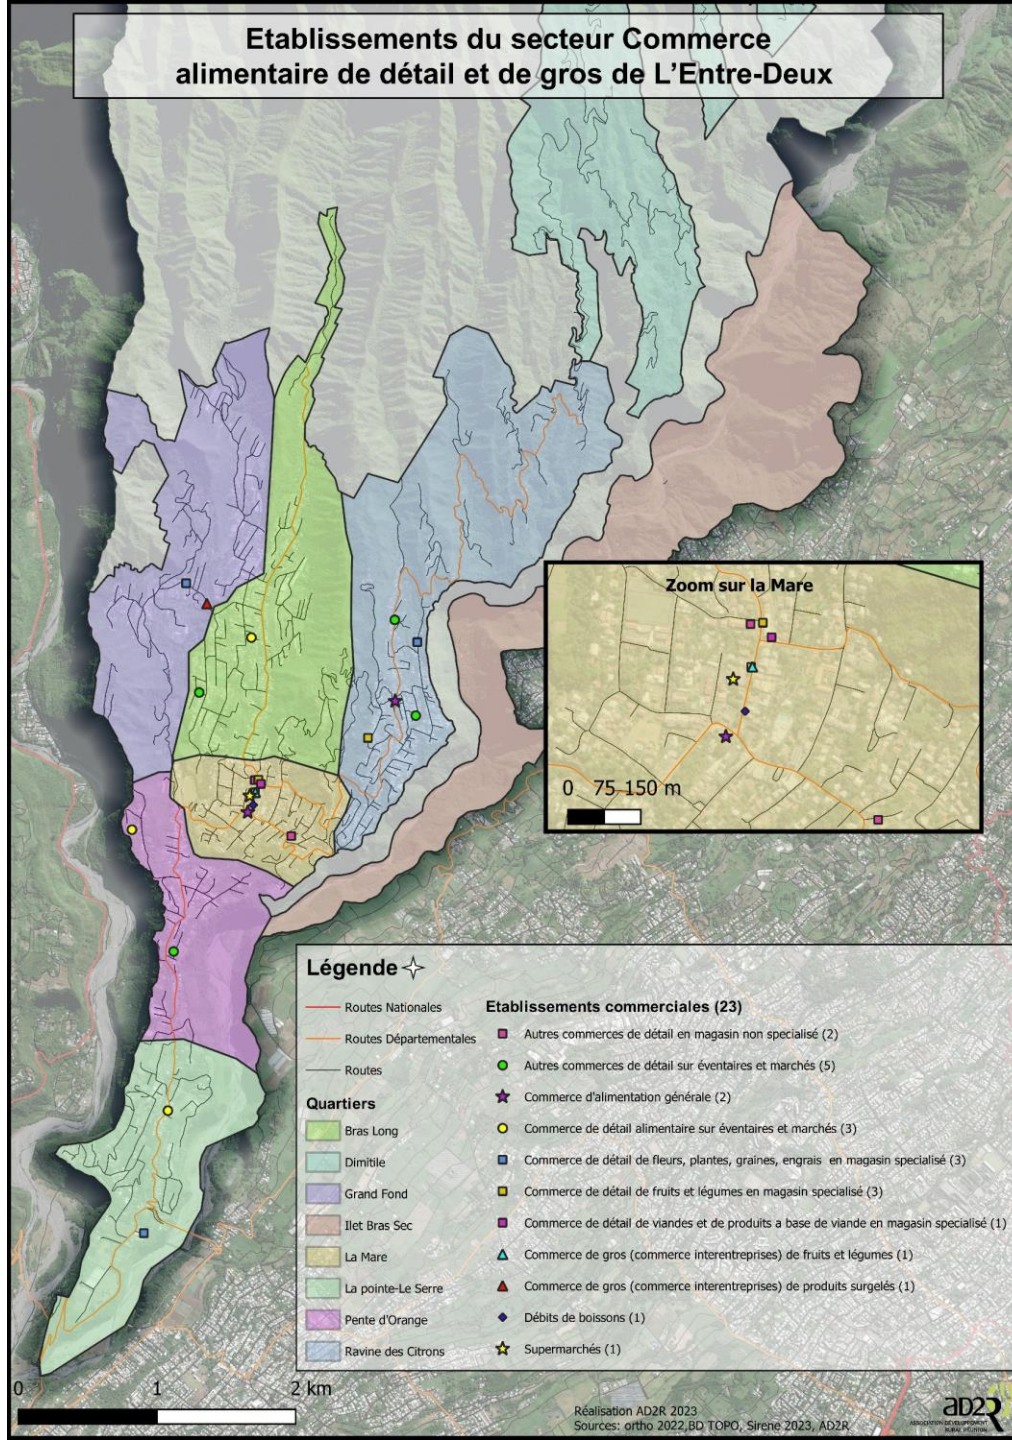 Etablissements du secteur Commerce
alimentaire de détail et de gros de L'Entre-Deux
Zoom sur la Mare
0 75 150 m
Légende
Routes Nationales
Routes Départementales
Routes
Quartiers
Bras Long
Dimitile
Grand Fond
Ilet Bras Sec
La Mare
La pointe-Le Serre
Pente d'Orange
Ravine des Citrons
Etablissements commerciales (23)
Autres commerces de détail en magasin non specialisé (2)
Autres commerces de détail sur éventaires et marchés (5)
Commerce d'alimentation générale (2)
Commerce de détail alimentaire sur éventaires et marchés (3)
Commerce de détail de fleurs, plantes, graines, engrais en magasin specialisé (3)
Commerce de détail de fruits et légumes en magasin specialisé (3)
Commerce de détail de viandes et de produits a base de viande en magasin specialisé (1)
Commerce de gros (commerce interentreprises) de fruits et légumes (1)
Commerce de gros (commerce interentreprises) de produits surgelés (1)
Débits de boissons (1)
Supermarchés (1)
0 1 2 km
Réalisation AD2R 2023
Sources: ortho 2022,BD TOPO, Sirene 2023, AD2R
AD2R
ASSOCIATION DÉVELOPPEMENT
RURAL RÉUNION